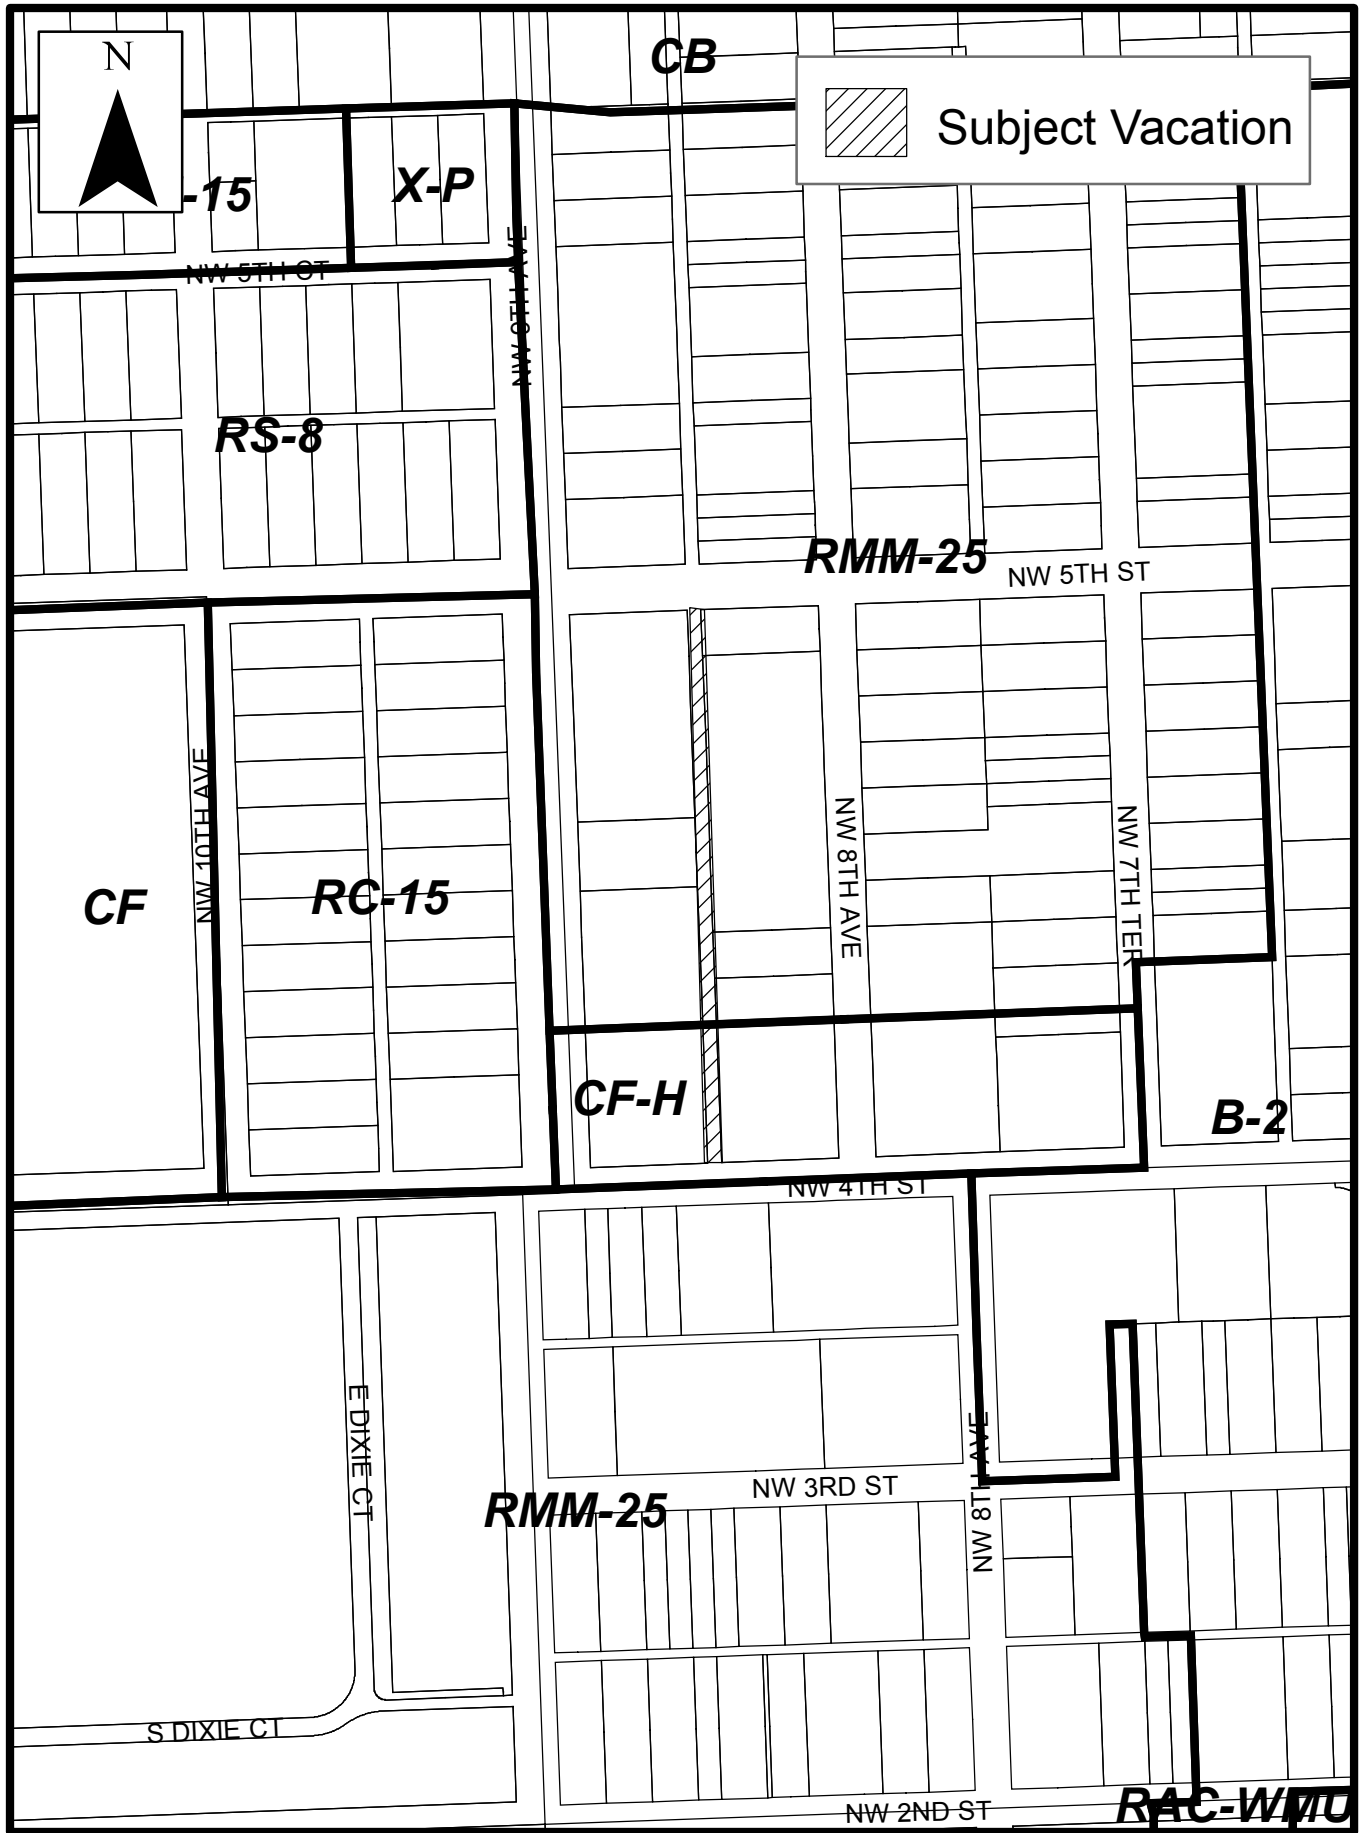 N
CB
Subject Vacation
-15
X-P
NW 5TH CT
NW 9TH AVE
RS-8
RMM-25
NW 5TH ST
NW 10TH AVE
NW 8TH AVE
NW 7TH TER
CF
RC-15
CF-H
B-2
NW 4TH ST
E DIXIE CT
NW 8TH AVE
NW 3RD ST
RMM-25
S DIXIE CT
NW 2ND ST
RAC-WMU